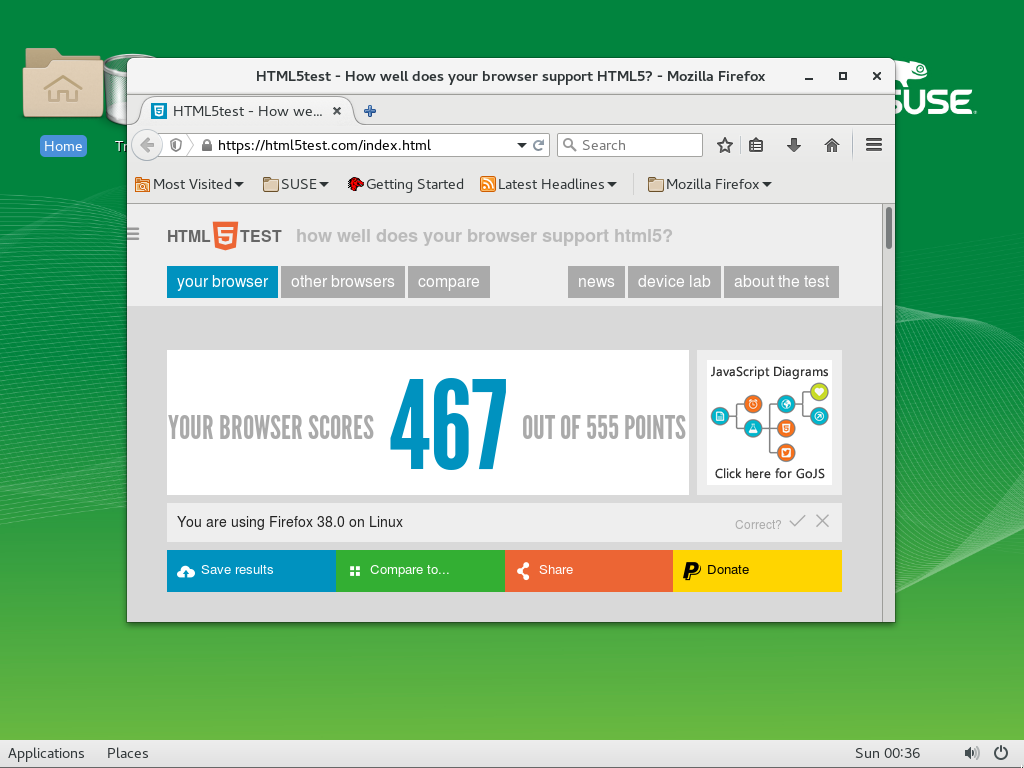 HTML5test - How well does your browser support HTML5? - Mozilla Firefox
HTML5test - How we...
https://html5test.com/index.html
Search
Most Visited
SUSE
Getting Started
Latest Headlines
Mozilla Firefox
HTML 5 TEST how well does your browser support html5?
your browser other browsers compare news device lab about the test
YOUR BROWSER SCORES 467 OUT OF 555 POINTS
JavaScript Diagrams
Click here for GoJS
You are using Firefox 38.0 on Linux
Correct?
Save results
Compare to...
Share
Donate
Home
SUSE
Applications Places Sun 00:36